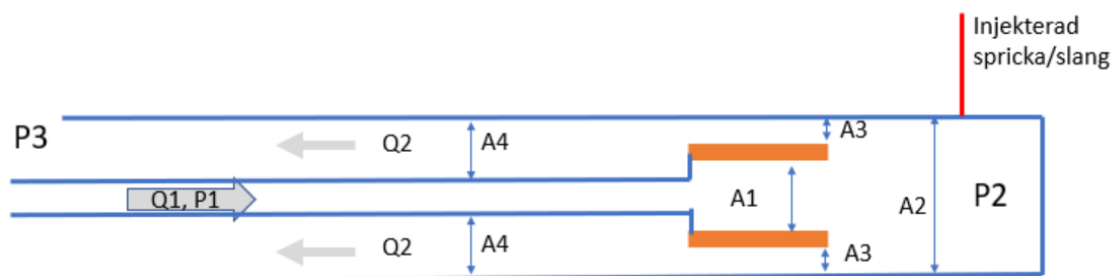 Injekterad
spricka/slang
P3
Q2
A4
A3
Q1, P1
A1
A2
P2
Q2
A4
A3